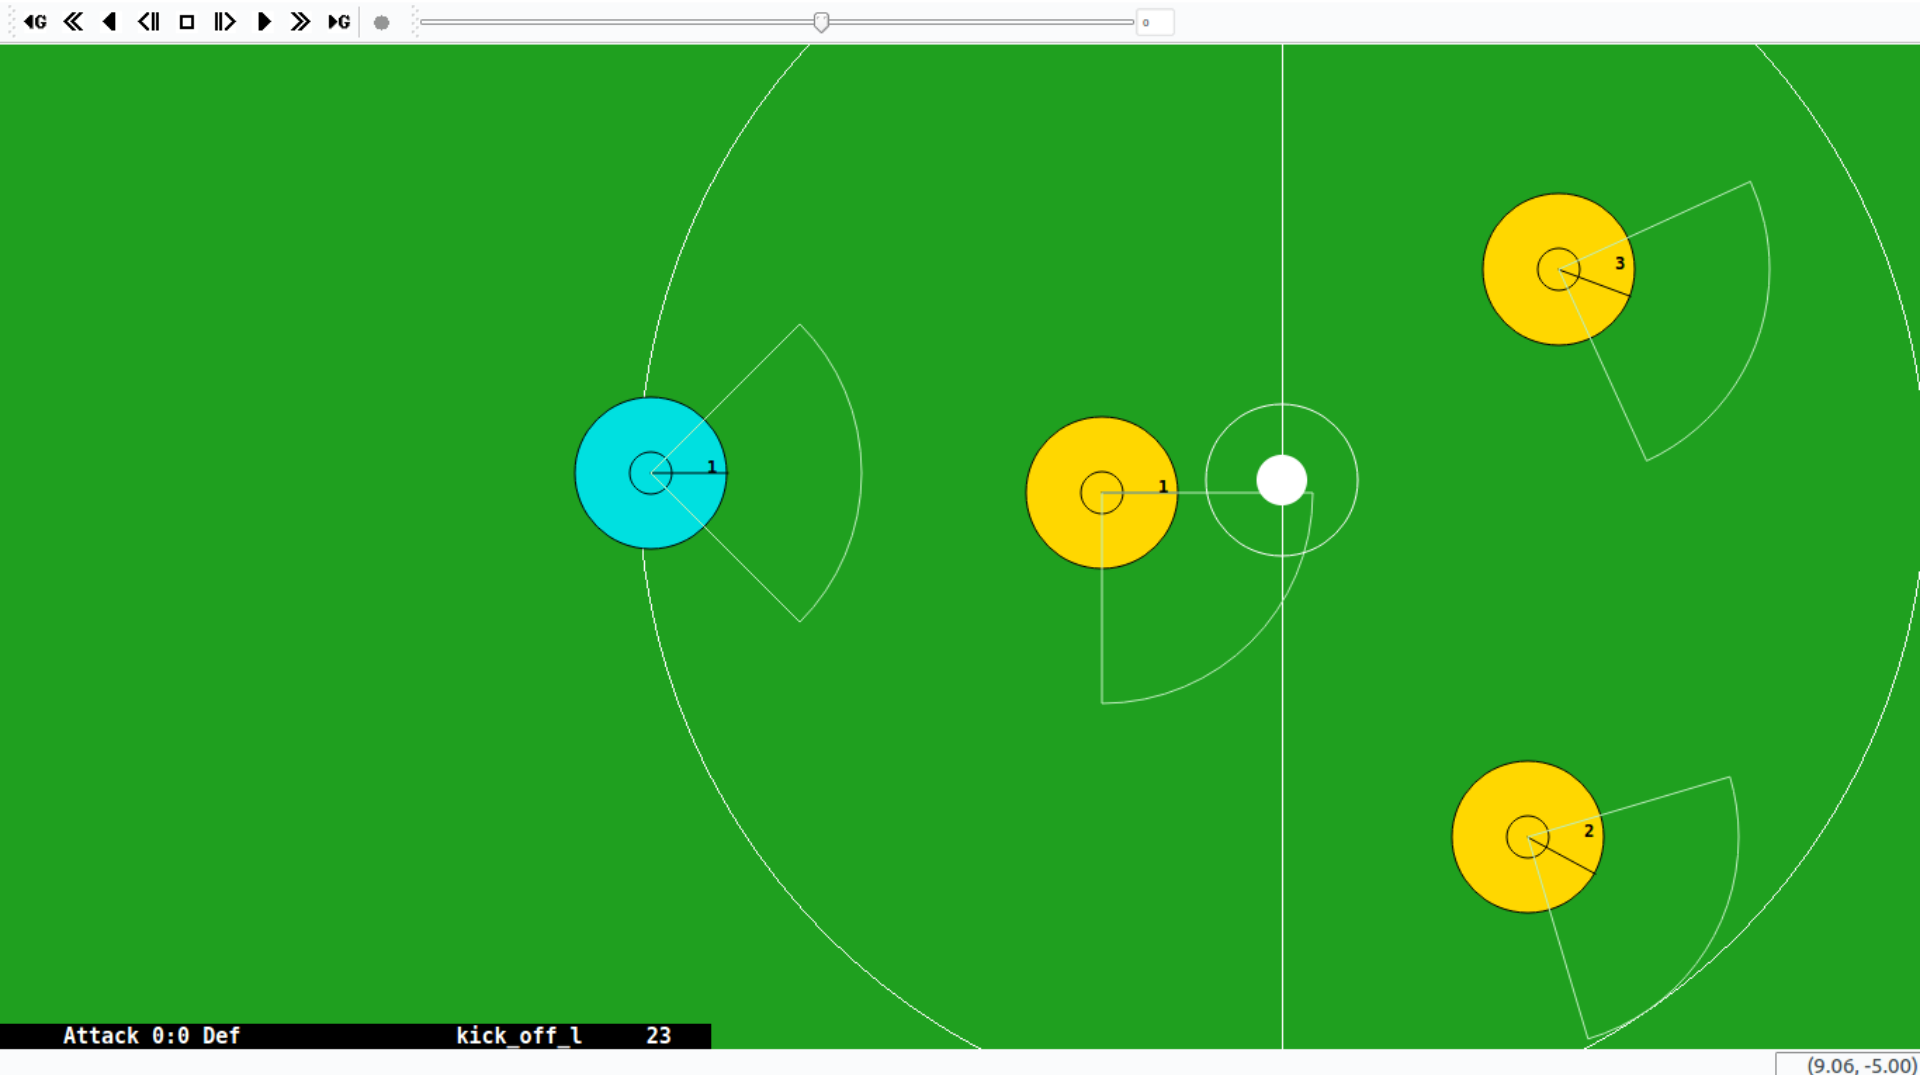 G G 0
3
1
1
2
Attack 0:0 Def kick_off_l 23
(9.06, -5.00)